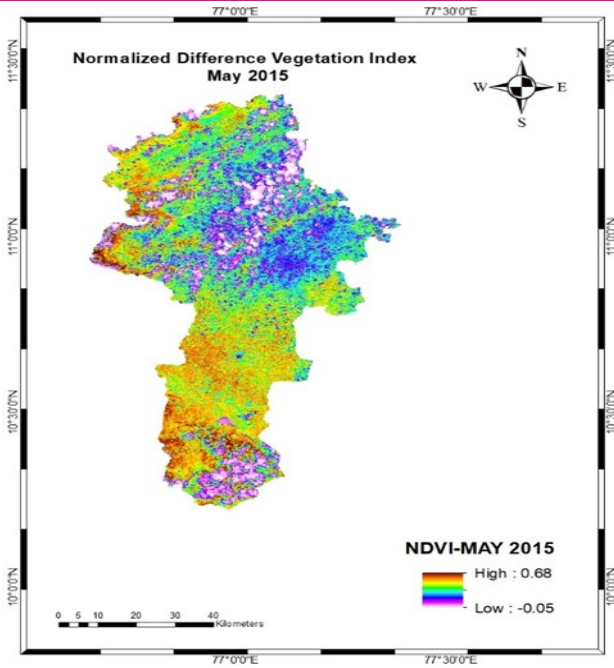 77°0'0"E 77°30'0"E
Normalized Difference Vegetation Index
May 2015
N
W E
S
11°30'0"N 11°30'0"N
11°0'0"N 11°0'0"N
10°30'0"N 10°30'0"N
10°0'0"N 10°0'0"N
NDVI-MAY 2015
High : 0.68
Low : -0.05
0 5 10 20 30 40
Kilometers
77°0'0"E 77°30'0"E